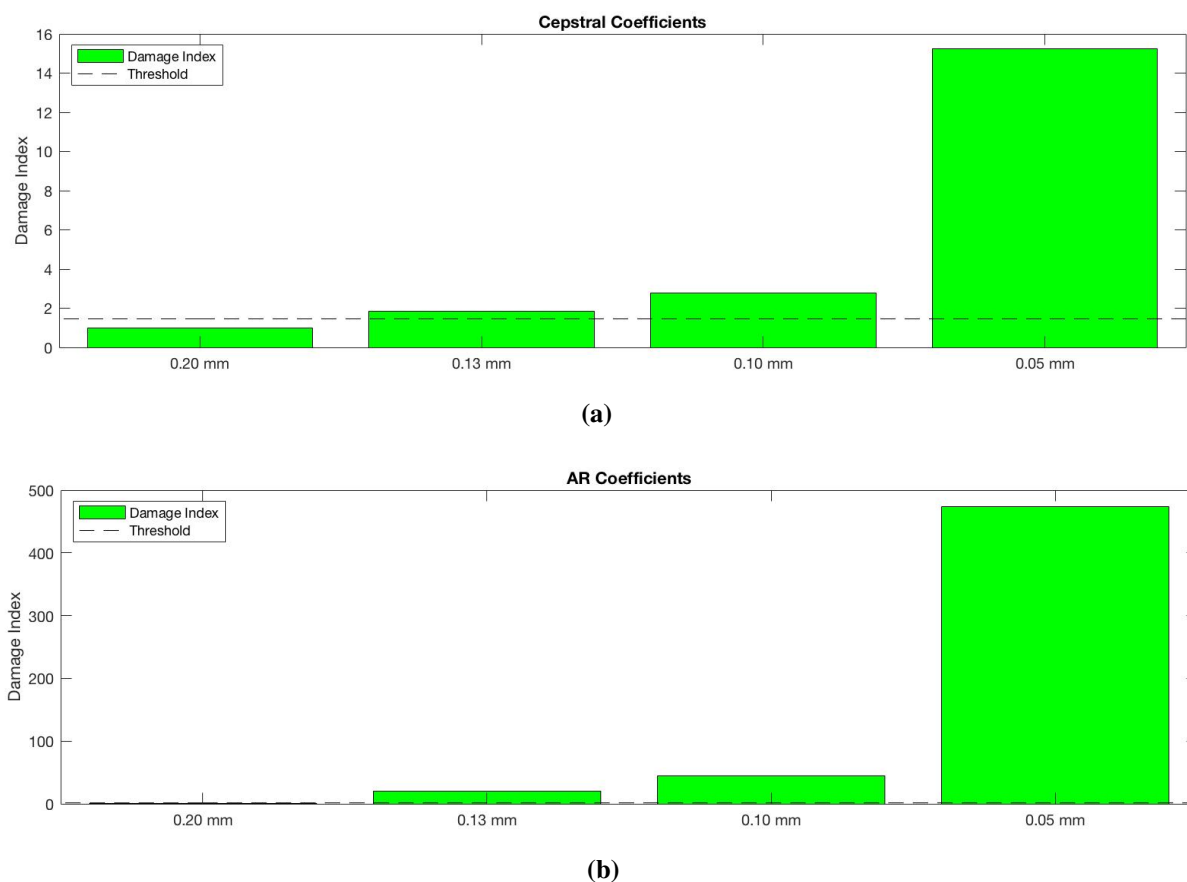 Cepstral Coefficients
16
14
12
10
8
6
4
2
0
Damage Index
Damage Index
Threshold
0.20 mm 0.13 mm 0.10 mm 0.05 mm
(a)
AR Coefficients
500
400
300
200
100
0
Damage Index
Damage Index
Threshold
0.20 mm 0.13 mm 0.10 mm 0.05 mm
(b)